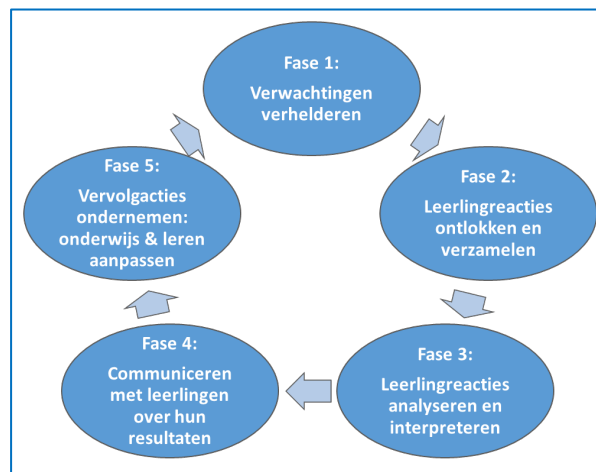 Fase 1:
Verwachtingen
verhelderen
Fase 2:
Leerlingreacties
ontlokken en
verzamelen
Fase 3:
Leerlingreacties
analyseren en
interpreteren
Fase 4:
Communiceren
met leerlingen
over hun
resultaten
Fase 5:
Vervolgacties
ondernemen:
onderwijs & leren
aanpassen